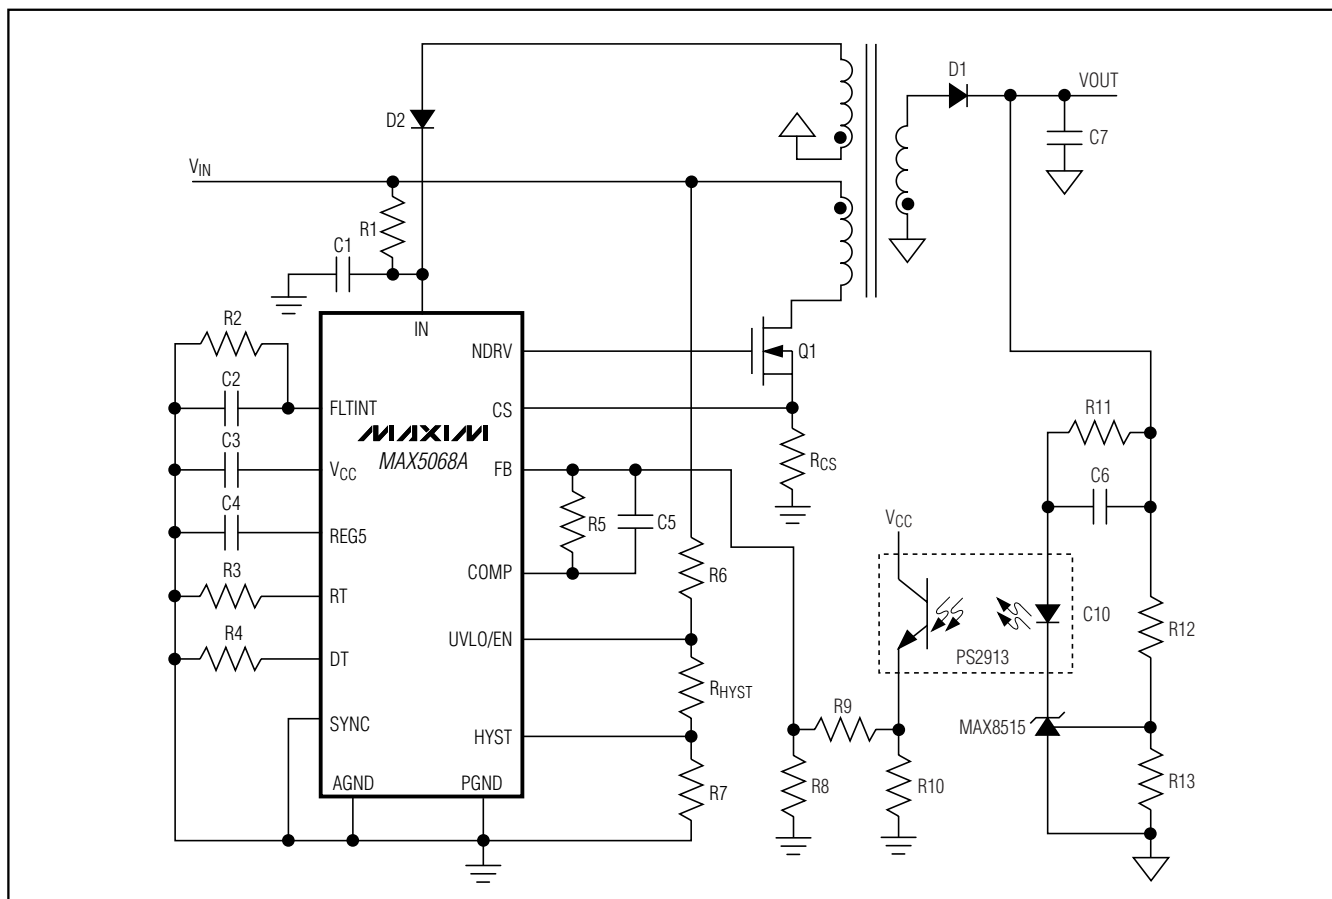 D1
VOUT
D2
C7
VIN
R1
C1
IN
R2
NDRV
Q1
C2
FLTINT
CS
R11
MAXIM
C3
MAX5068A
RCS
VCC
FB
C6
C4
R5
C5
VCC
REG5
R3
COMP
R6
C10
RT
R12
R4
UVLO/EN
PS2913
DT
RHYST
R9
SYNC
HYST
MAX8515
AGND
PGND
R7
R8
R10
R13